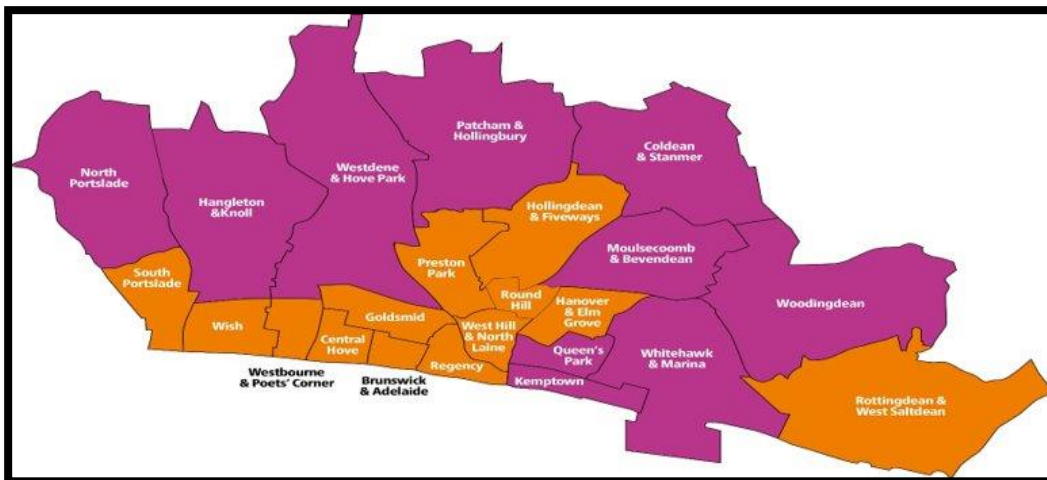 Patcham &
Hollingbury
Coldean
& Stanmer
North
Portslade
Westdene
& Hove Park
Hangleton
&Knoll
Hollingdean
& Fiveways
Moulsecoomb
& Bevendean
Preston
Park
South
Portslade
Round
Hill
Hanover
& Elm
Grove
Woodingdean
Goldsmid
Wish
West Hill
& North
Laine
Central
Hove
Queen's
Park
Whitehawk
& Marina
Regency
Kemptown
Westbourne
& Poets' Corner
Brunswick
& Adelaide
Rottingdean &
West Saltdean